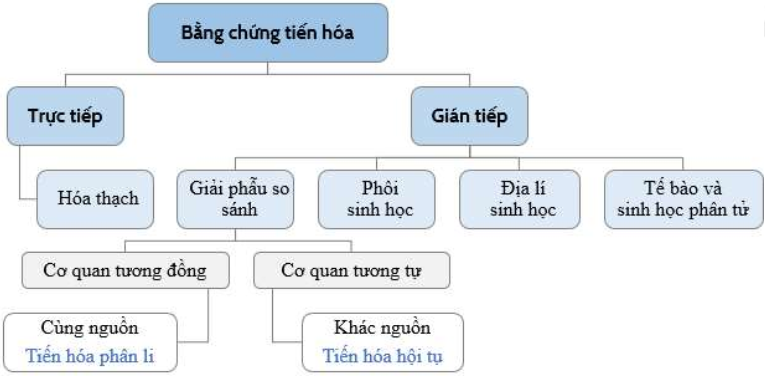 Bằng chứng tiến hóa
Trực tiếp
Gián tiếp
Hóa thạch
Giải phẫu so
sánh
Phôi
sinh học
Địa lí
sinh học
Tế bào và
sinh học phân tử
Cơ quan tương đồng
Cơ quan tương tự
Cùng nguồn
Tiến hóa phân li
Khác nguồn
Tiến hóa hội tụ